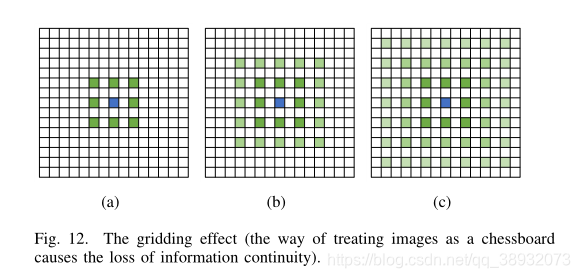 (a)
(b)
(c)
Fig. 12. The gridding effect (the way of treating images as a chessboard
causes the loss of information continuity). https://blog.csdn.net/qq_38932073